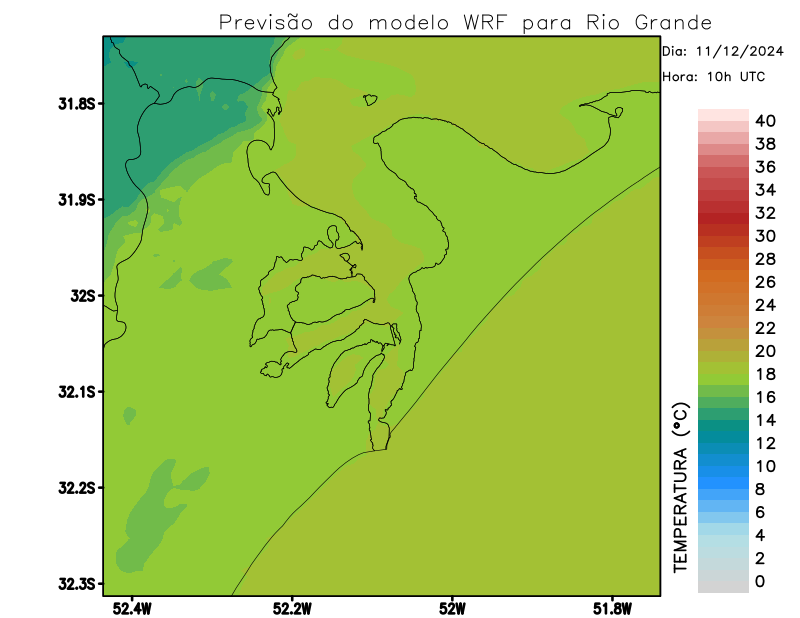 Previsão do modelo WRF para Rio Grande
Dia: 11/12/2024
Hora: 10h UTC
31.8S
31.9S
32S
32.1S
32.2S
32.3S
52.4W
52.2W
52W
51.8W
TEMPERATURA (°C)
40
38
36
34
32
30
28
26
24
22
20
18
16
14
12
10
8
6
4
2
0